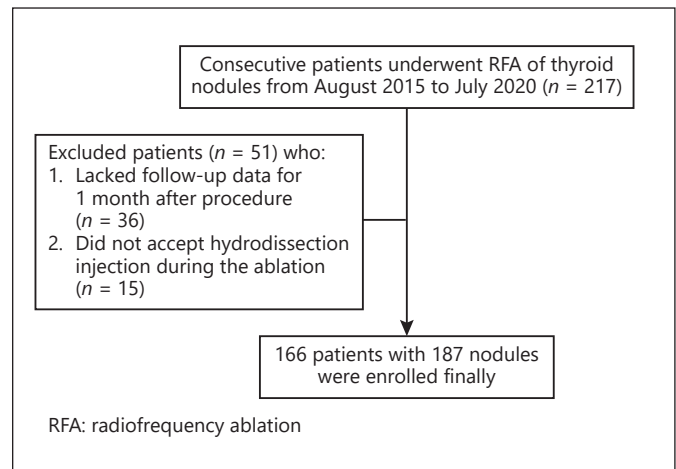 Consecutive patients underwent RFA of thyroid
nodules from August 2015 to July 2020 (n = 217)
Excluded patients (n = 51) who:
1. Lacked follow-up data for
1 month after procedure
(n = 36)
2. Did not accept hydrodissection
injection during the ablation
(n = 15)
166 patients with 187 nodules
were enrolled finally
RFA: radiofrequency ablation